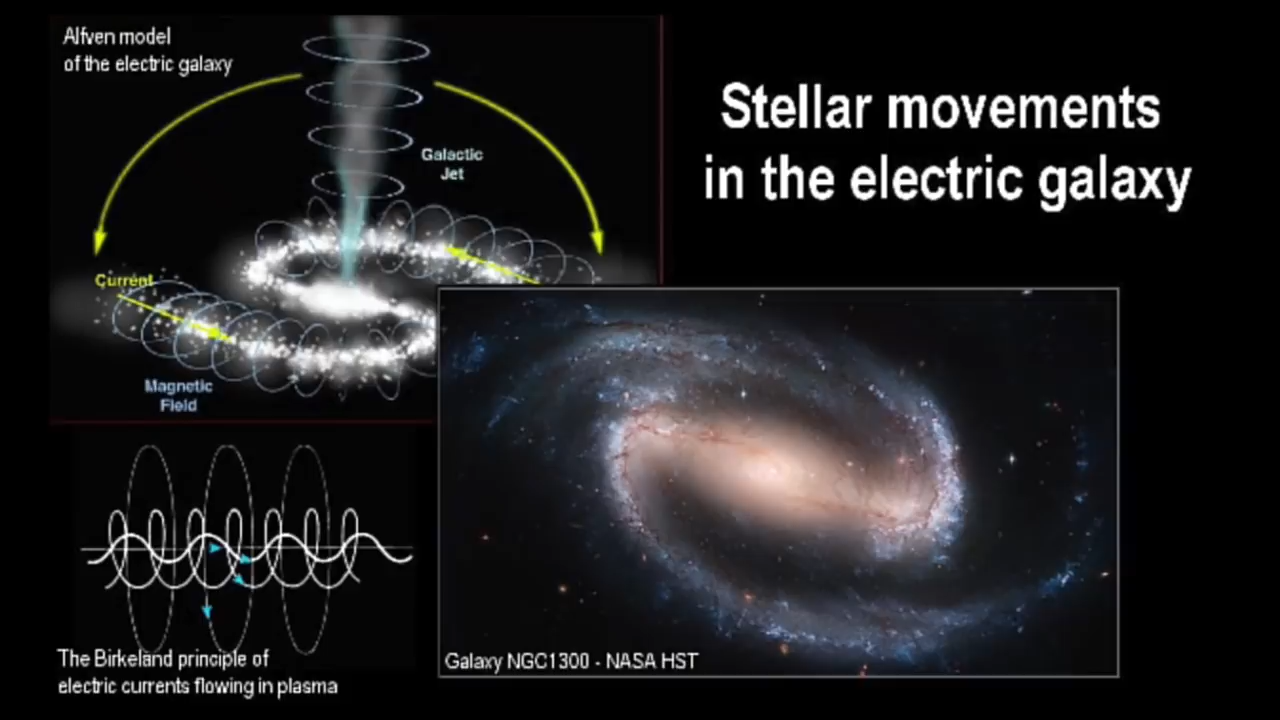 Alfven model
of the electric galaxy
Stellar movements
in the electric galaxy
Galactic
Jet
Current
Magnetic
Field
The Birkeland principle of
electric currents flowing in plasma
Galaxy NGC1300 - NASA HST